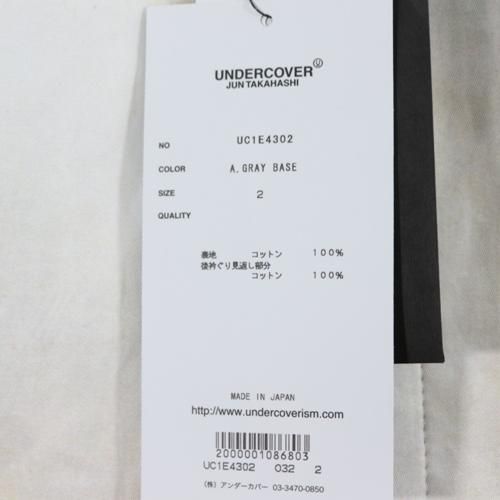 UNDERCOVER Ⓤ
JUN TAKAHASHI
NO UC1E4302
COLOR A. GRAY BASE
SIZE 2
QUALITY
表地 コットン 100%
後衿ぐり見返し部分
コットン 100%
MADE IN JAPAN
http://www.undercoverism.com
2000001086803
UC1E4302 032 2
(株) アンダーカバー 03-3470-0850